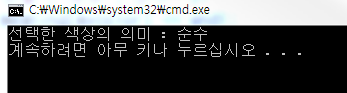 C:₩Windows₩system32₩cmd.exe
선택한 색상의 의미 : 순수
계속하려면 아무 키나 누르십시오 . . .